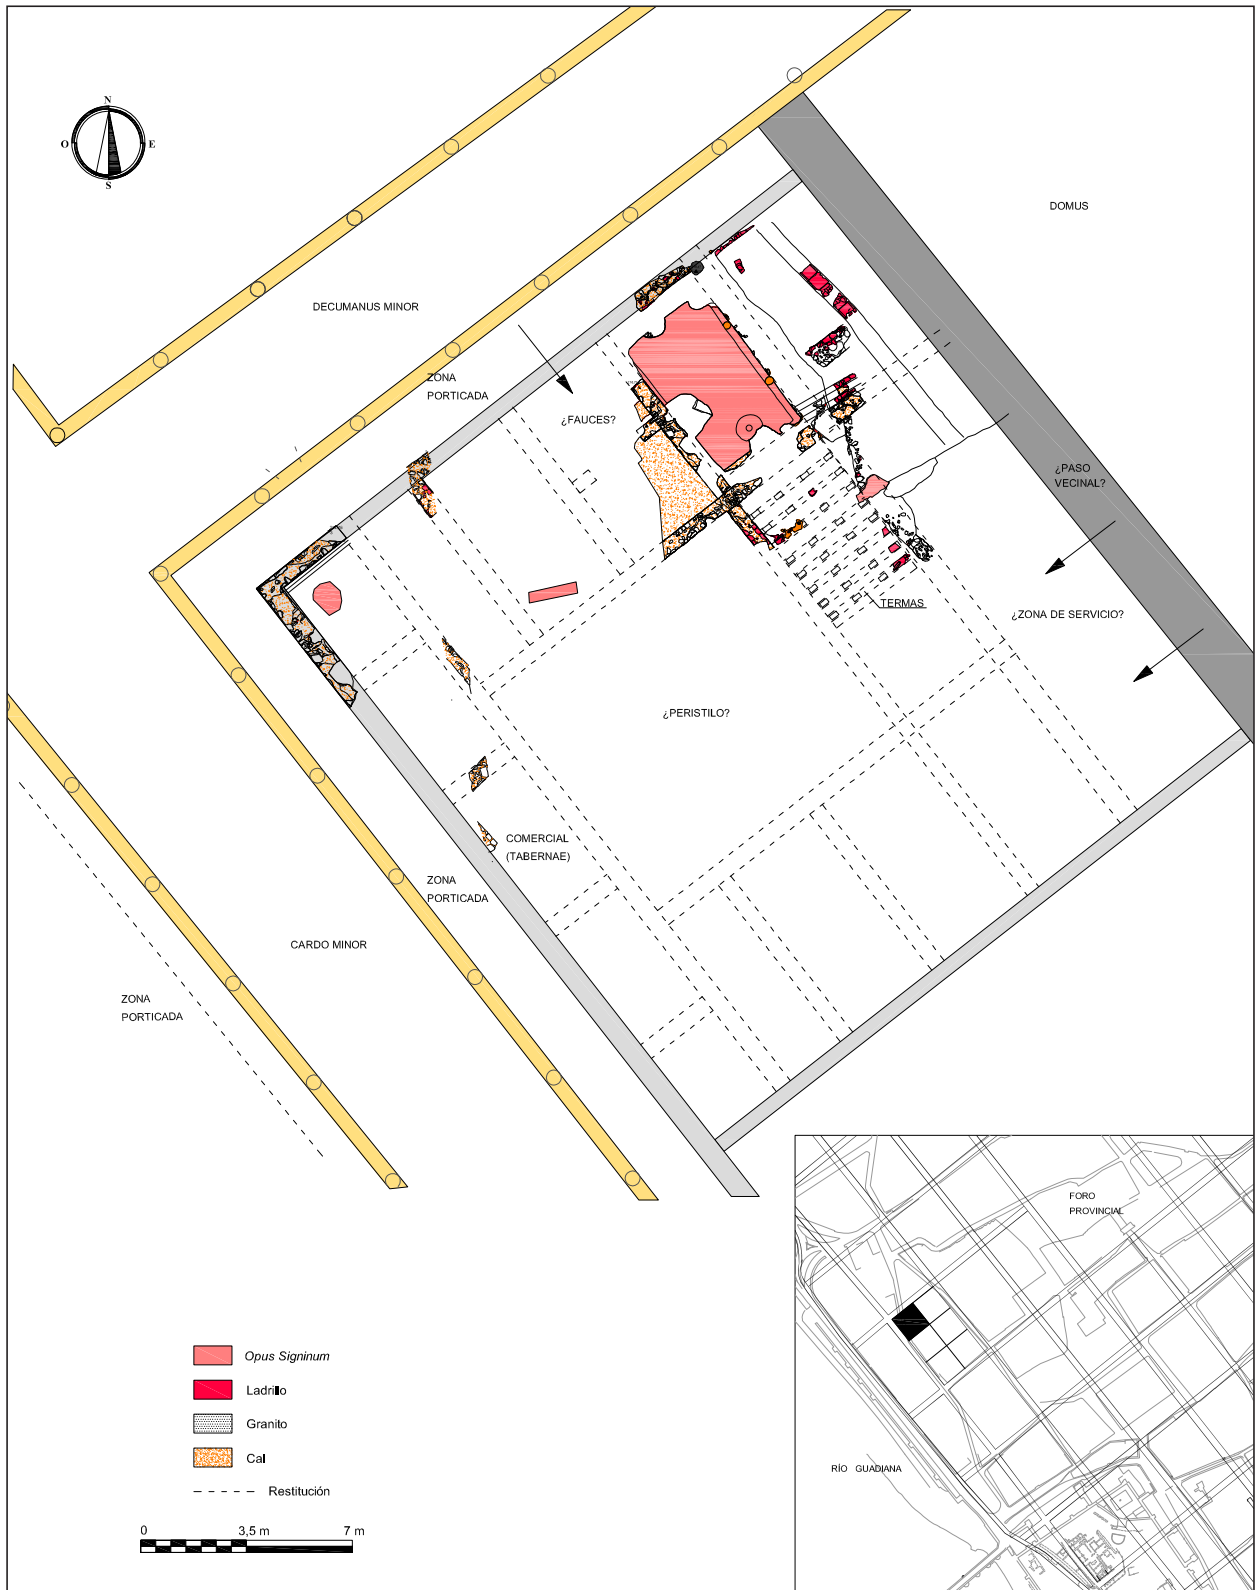 N
O
E
S
DOMUS
DECUMANUS MINOR
ZONA
PORTICADA
¿FAUCES?
¿PASO
VECINAL?
TERMAS
¿ZONA DE SERVICIO?
¿PERISTILO?
COMERCIAL
(TABERNAE)
ZONA
PORTICADA
CARDO MINOR
ZONA
PORTICADA
FORO
PROVINCIAL
RÍO GUADIANA
Opus Signinum
Ladrillo
Granito
Cal
Restitución
0
3,5 m
7 m